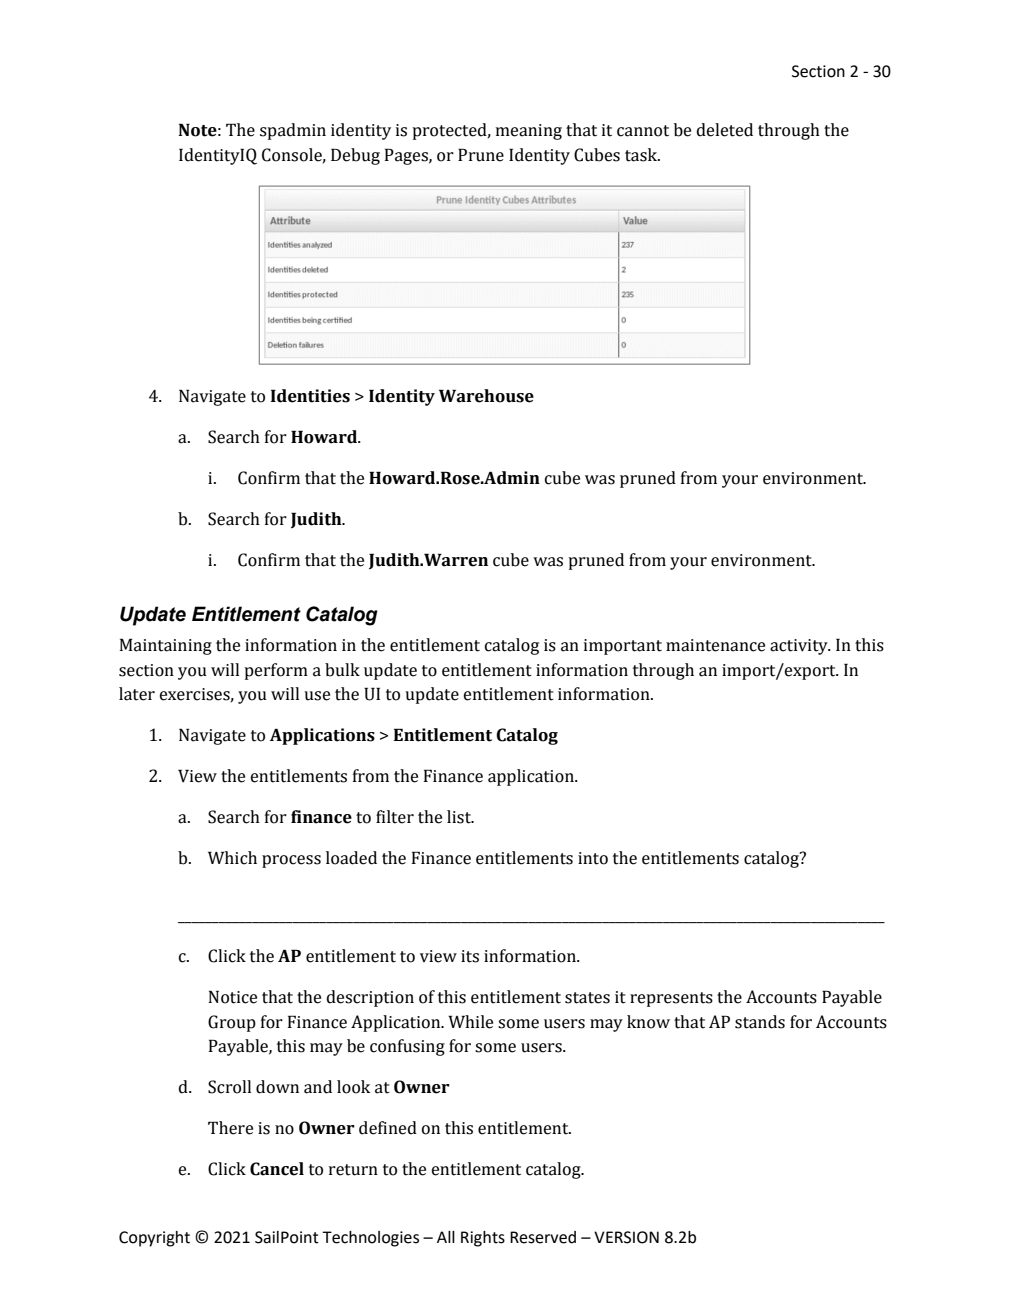 Section 2 - 30
Note: The spadmin identity is protected, meaning that it cannot be deleted through the
IdentityIQ Console, Debug Pages, or Prune Identity Cubes task.
Prune Identity Cubes Attributes
Attribute Value
Identities analyzed 237
Identities deleted 2
Identities protected 235
Identities being certified 0
Deletion failures 0
4. Navigate to Identities > Identity Warehouse
a. Search for Howard.
i. Confirm that the Howard.Rose.Admin cube was pruned from your environment.
b. Search for Judith.
i. Confirm that the Judith.Warren cube was pruned from your environment.
Update Entitlement Catalog
Maintaining the information in the entitlement catalog is an important maintenance activity. In this
section you will perform a bulk update to entitlement information through an import/export. In
later exercises, you will use the UI to update entitlement information.
1. Navigate to Applications > Entitlement Catalog
2. View the entitlements from the Finance application.
a. Search for finance to filter the list.
b. Which process loaded the Finance entitlements into the entitlements catalog?
c. Click the AP entitlement to view its information.
Notice that the description of this entitlement states it represents the Accounts Payable
Group for Finance Application. While some users may know that AP stands for Accounts
Payable, this may be confusing for some users.
d. Scroll down and look at Owner
There is no Owner defined on this entitlement.
e. Click Cancel to return to the entitlement catalog.
Copyright © 2021 SailPoint Technologies – All Rights Reserved – VERSION 8.2b